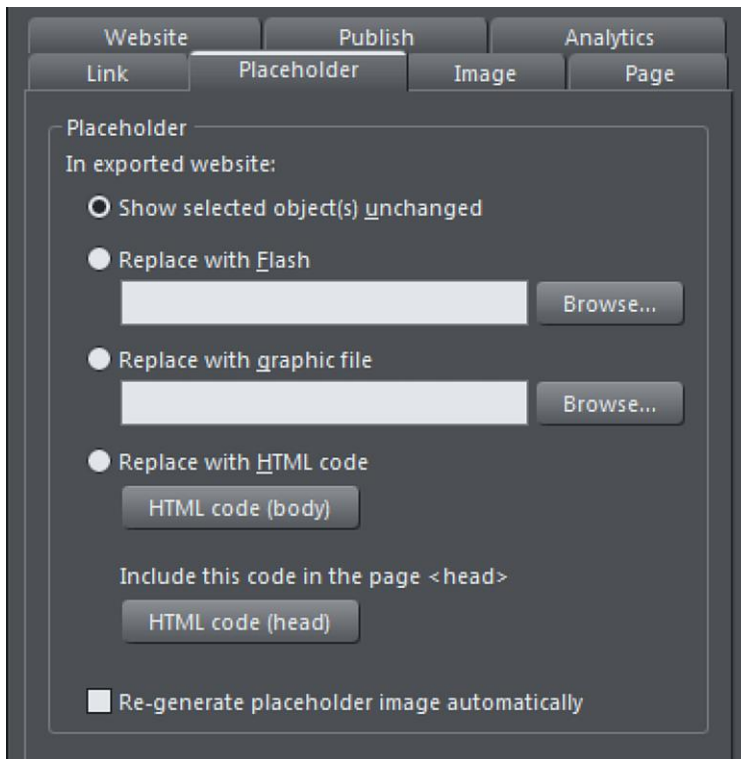 Website Publish Analytics
Link Placeholder Image Page
Placeholder
In exported website:
Show selected object(s) unchanged
Replace with Flash
Browse...
Replace with graphic file
Browse...
Replace with HTML code
HTML code (body)
Include this code in the page <head>
HTML code (head)
Re-generate placeholder image automatically